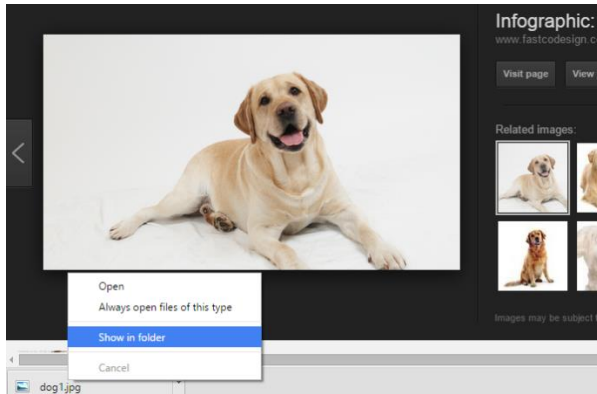 Infographic:
www.fastcodesign.c
Visit page View
Related images:
Open
Always open files of this type
Show in folder
Images may be subject
Cancel
dog1.jpg